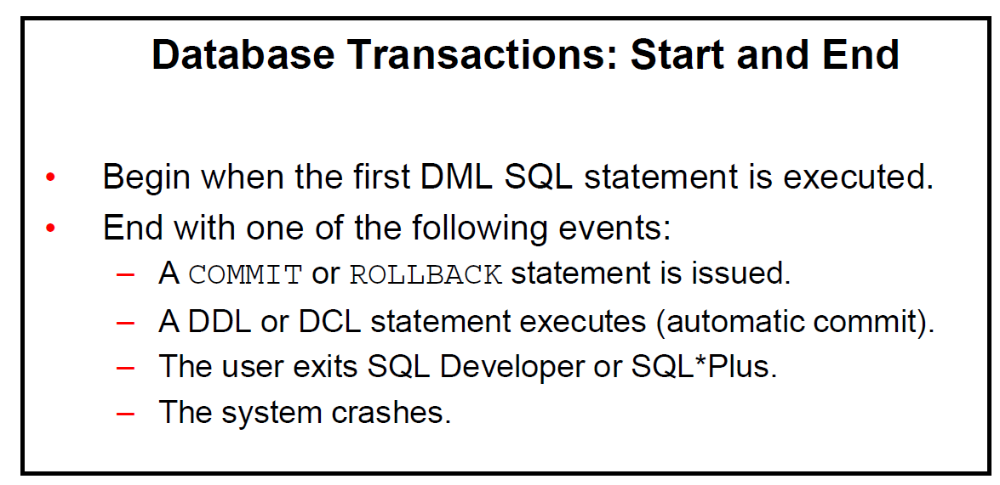 Database Transactions: Start and End
• Begin when the first DML SQL statement is executed.
• End with one of the following events:
– A COMMIT or ROLLBACK statement is issued.
– A DDL or DCL statement executes (automatic commit).
– The user exits SQL Developer or SQL*Plus.
– The system crashes.